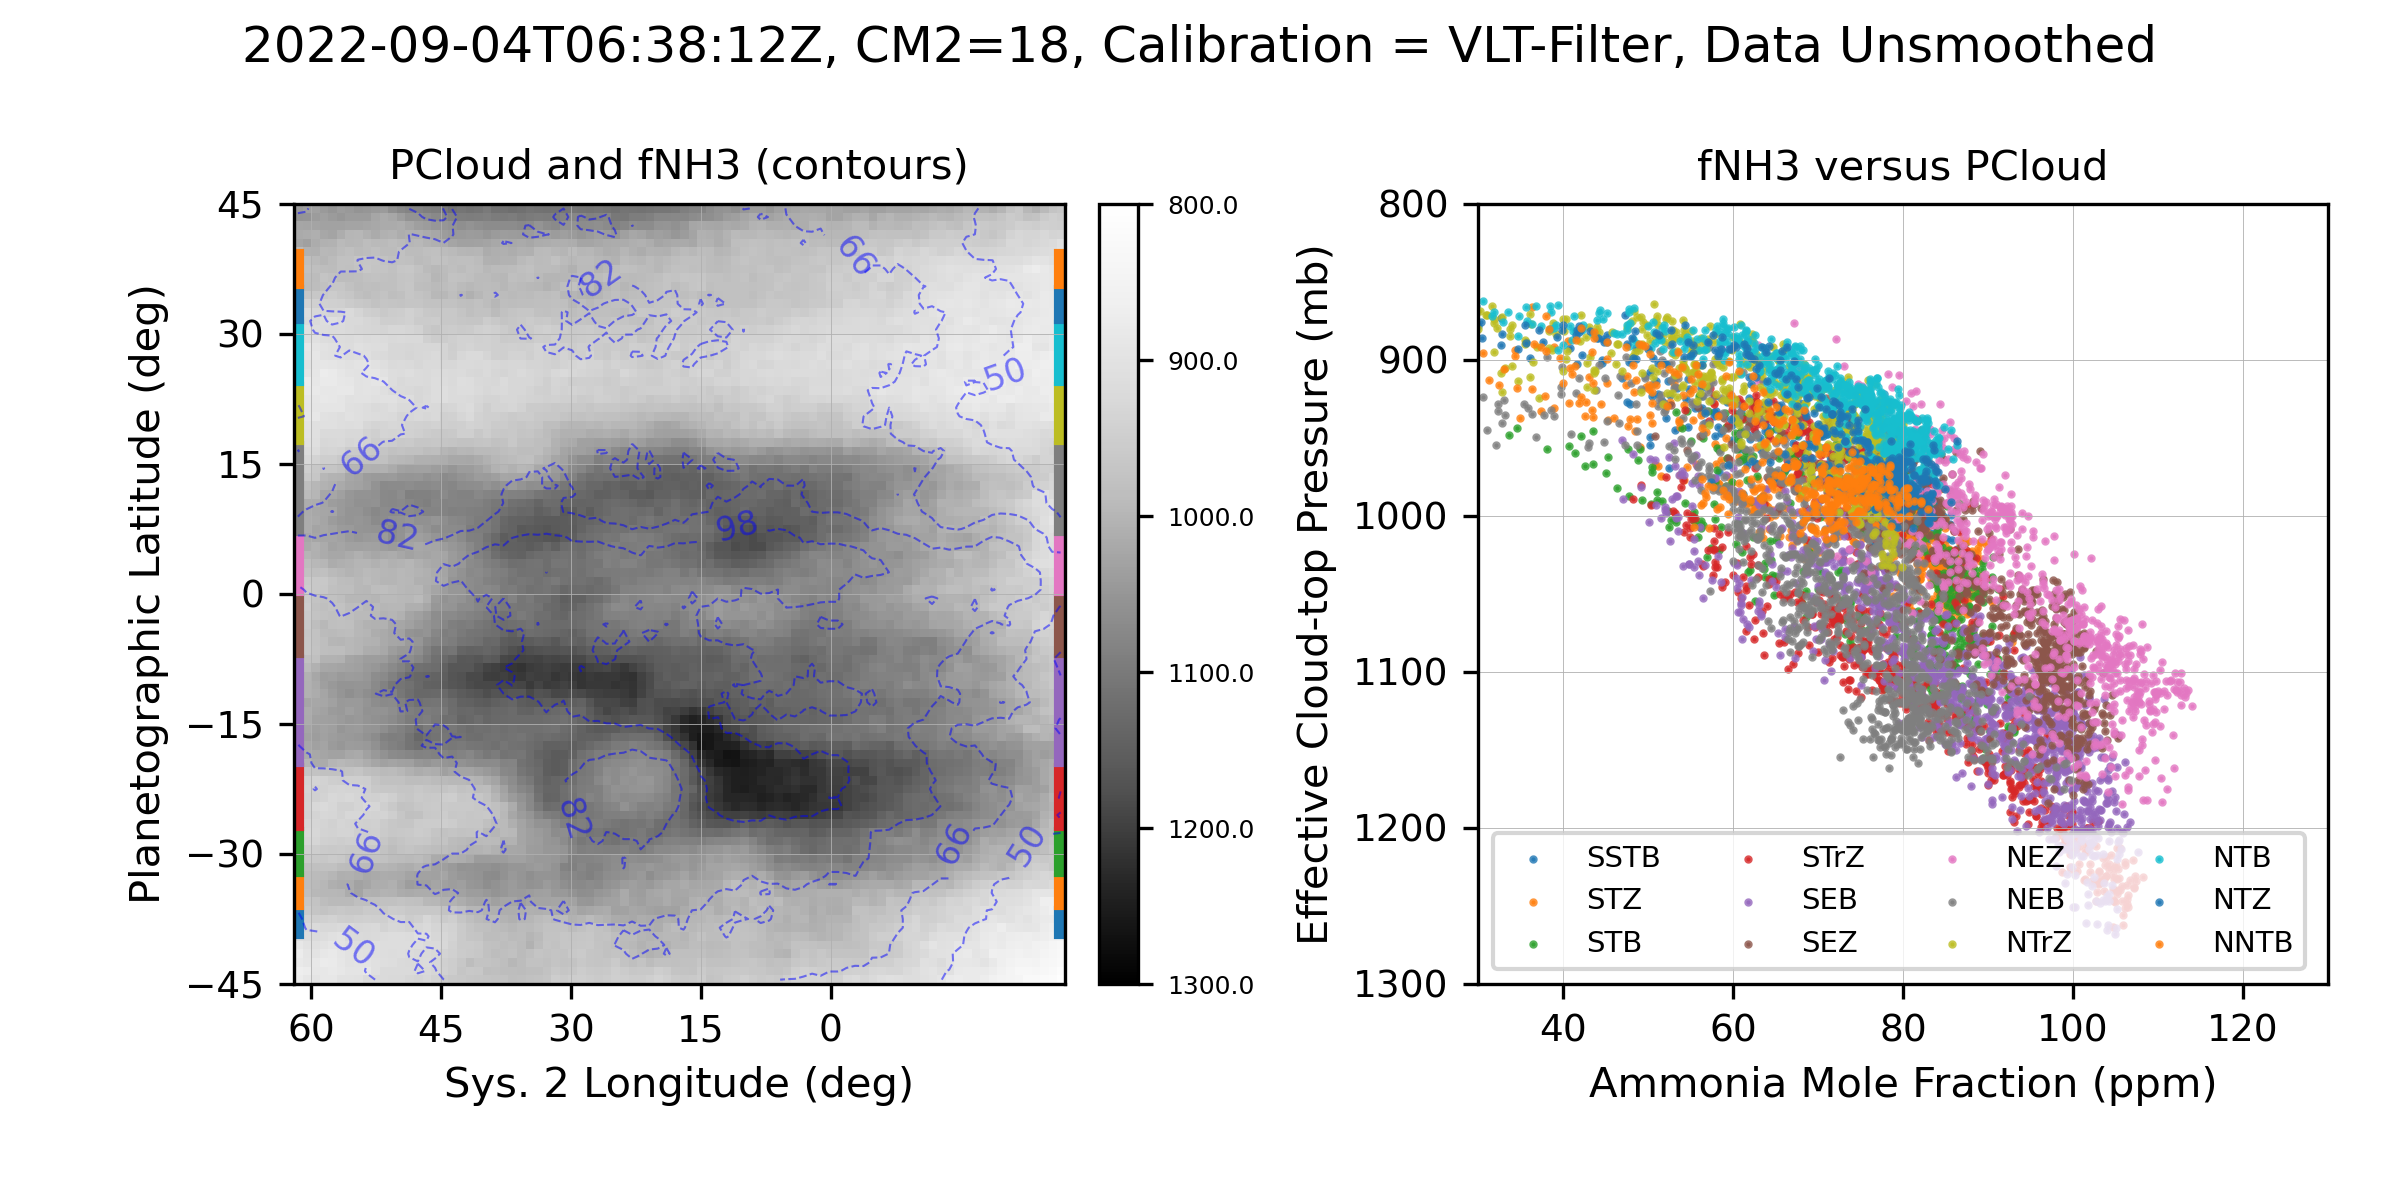 2022-09-04T06:38:12Z, CM2=18, Calibration = VLT-Filter, Data Unsmoothed
PCloud and fNH3 (contours)
Planetographic Latitude (deg)
45
30
15
0
−15
−30
−45
60 45 30 15 0
Sys. 2 Longitude (deg)
66
82
50
66
98
82
82
66
66
50
50
800.0
900.0
1000.0
1100.0
1200.0
1300.0
fNH3 versus PCloud
Effective Cloud-top Pressure (mb)
800
900
1000
1100
1200
1300
SSTB STrZ NEZ NTB
STZ SEB NEB NTZ
STB SEZ NTrZ NNTB
40 60 80 100 120
Ammonia Mole Fraction (ppm)